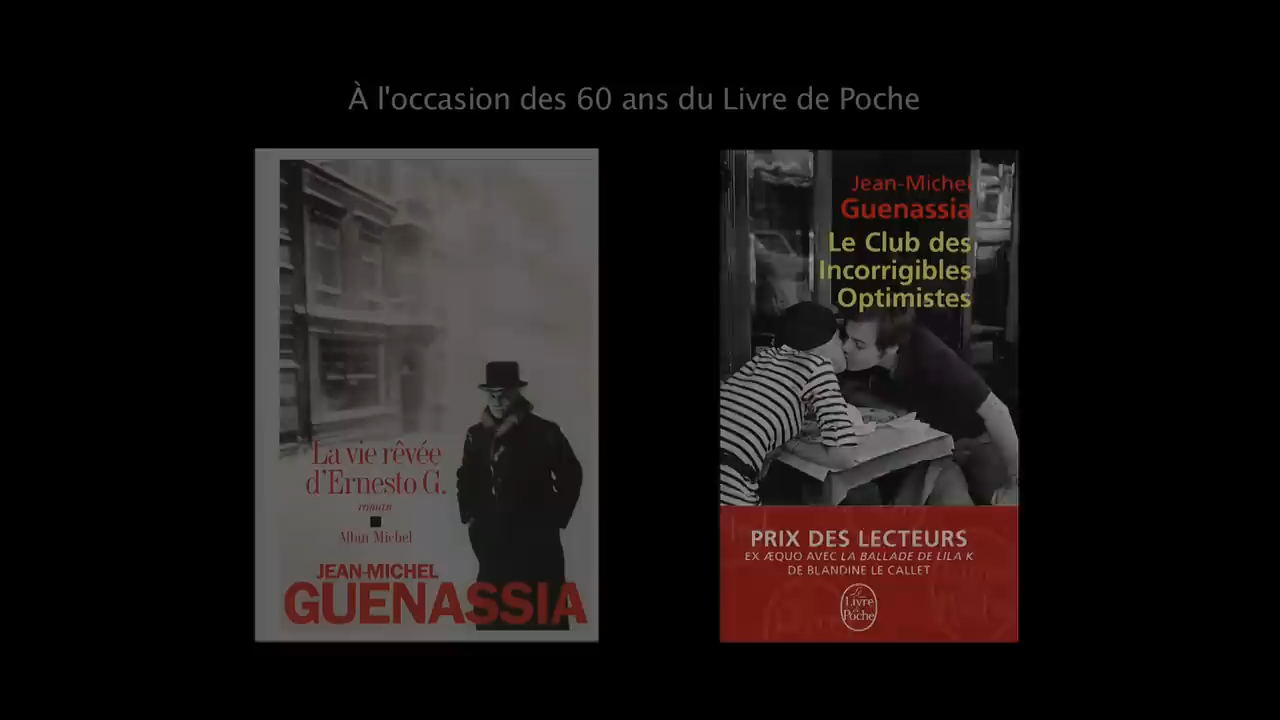 À l'occasion des 60 ans du Livre de Poche
La vie rêvée
d'Ernesto G.
roman
Albin Michel
JEAN-MICHEL
GUENASSIA
Jean-Michel
Guenassia
Le Club des
Incorrigibles
Optimistes
PRIX DES LECTEURS
EX ÆQUO AVEC LA BALLADE DE LILA K
DE BLANDINE LE CALLET
Le
Livre
de
Poche